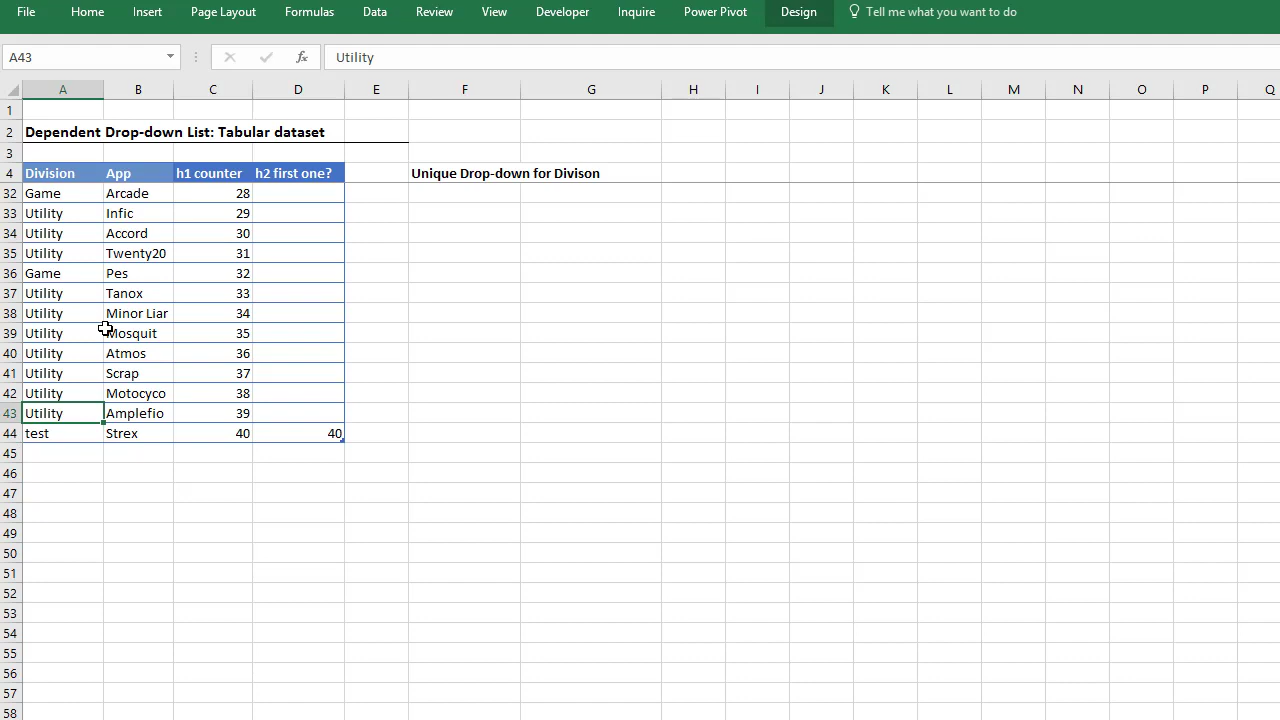 File Home Insert Page Layout Formulas Data Review View Developer Inquire Power Pivot Design Tell me what you want to do
A43 fx Utility
A B C D E F G H I J K L M N O P Q
1
2 Dependent Drop-down List: Tabular dataset
3
4 Division App h1 counter h2 first one? Unique Drop-down for Divison
32 Game Arcade 28
33 Utility Infic 29
34 Utility Accord 30
35 Utility Twenty20 31
36 Game Pes 32
37 Utility Tanox 33
38 Utility Minor Liar 34
39 Utility Mosquit 35
40 Utility Atmos 36
41 Utility Scrap 37
42 Utility Motocyco 38
43 Utility Amplefio 39
44 test Strex 40 40
45
46
47
48
49
50
51
52
53
54
55
56
57
58